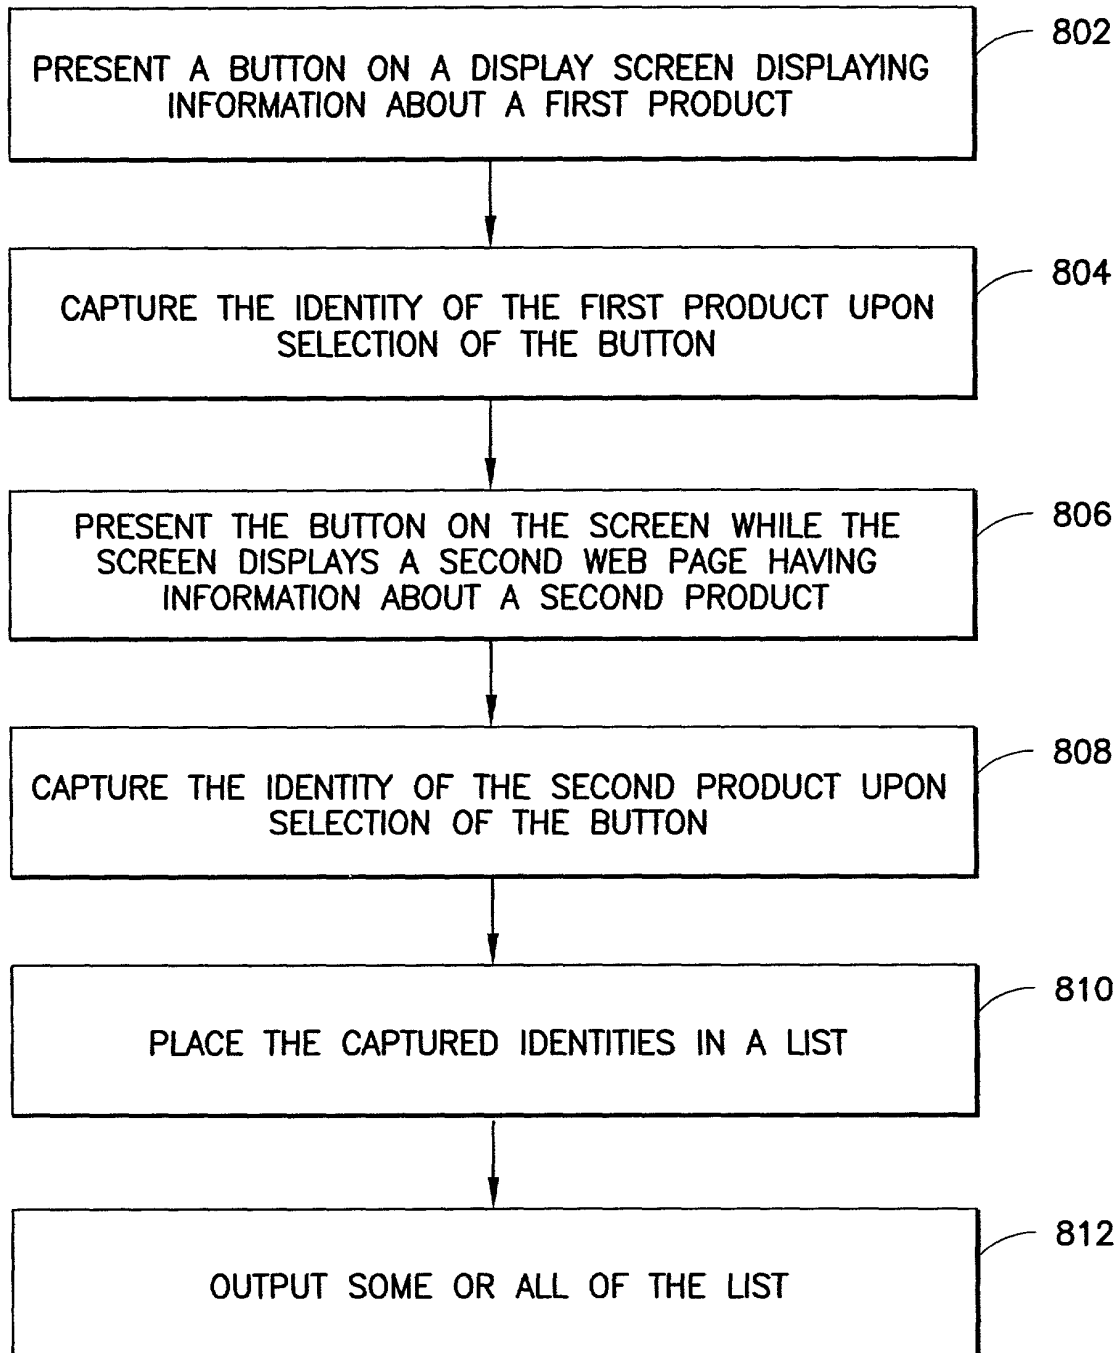 802
PRESENT A BUTTON ON A DISPLAY SCREEN DISPLAYING
INFORMATION ABOUT A FIRST PRODUCT
804
CAPTURE THE IDENTITY OF THE FIRST PRODUCT UPON
SELECTION OF THE BUTTON
806
PRESENT THE BUTTON ON THE SCREEN WHILE THE
SCREEN DISPLAYS A SECOND WEB PAGE HAVING
INFORMATION ABOUT A SECOND PRODUCT
808
CAPTURE THE IDENTITY OF THE SECOND PRODUCT UPON
SELECTION OF THE BUTTON
810
PLACE THE CAPTURED IDENTITIES IN A LIST
812
OUTPUT SOME OR ALL OF THE LIST